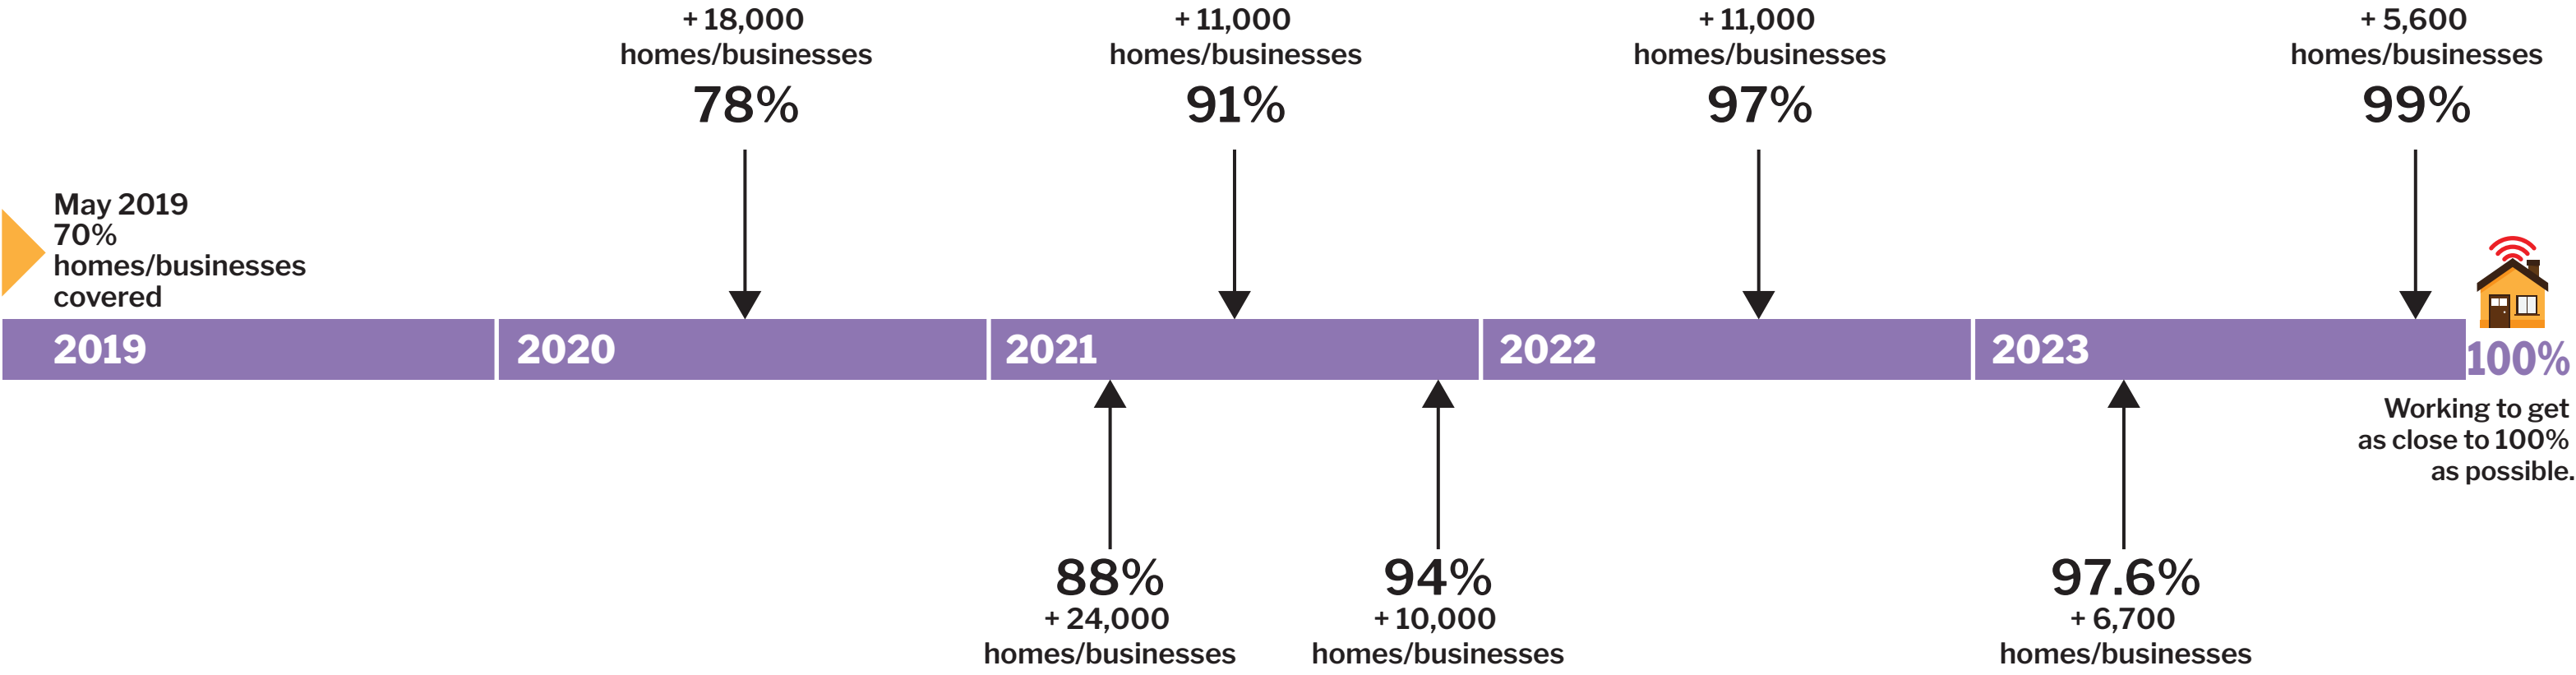 + 18,000
homes/businesses
78%
+ 11,000
homes/businesses
91%
+ 11,000
homes/businesses
97%
+ 5,600
homes/businesses
99%
May 2019
70%
homes/businesses
covered
2019
2020
2021
2022
2023
100%
Working to get
as close to 100%
as possible.
88%
+ 24,000
homes/businesses
94%
+ 10,000
homes/businesses
97.6%
+ 6,700
homes/businesses